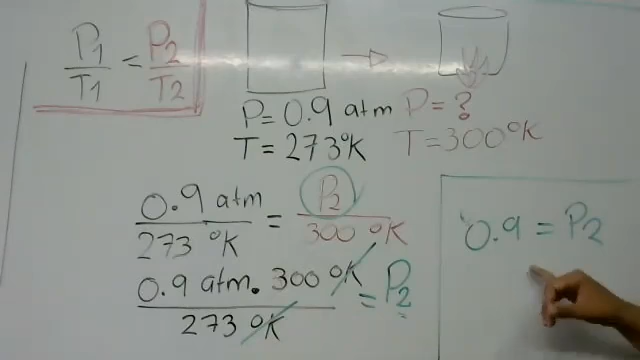 P1/T1 = P2/T2
P = 0.9 atm P = ?
T = 273°K T = 300°K
0.9 atm / 273 °K = P2 / 300 °K
0.9 atm . 300 °K / 273 °K = P2
0.9 = P2